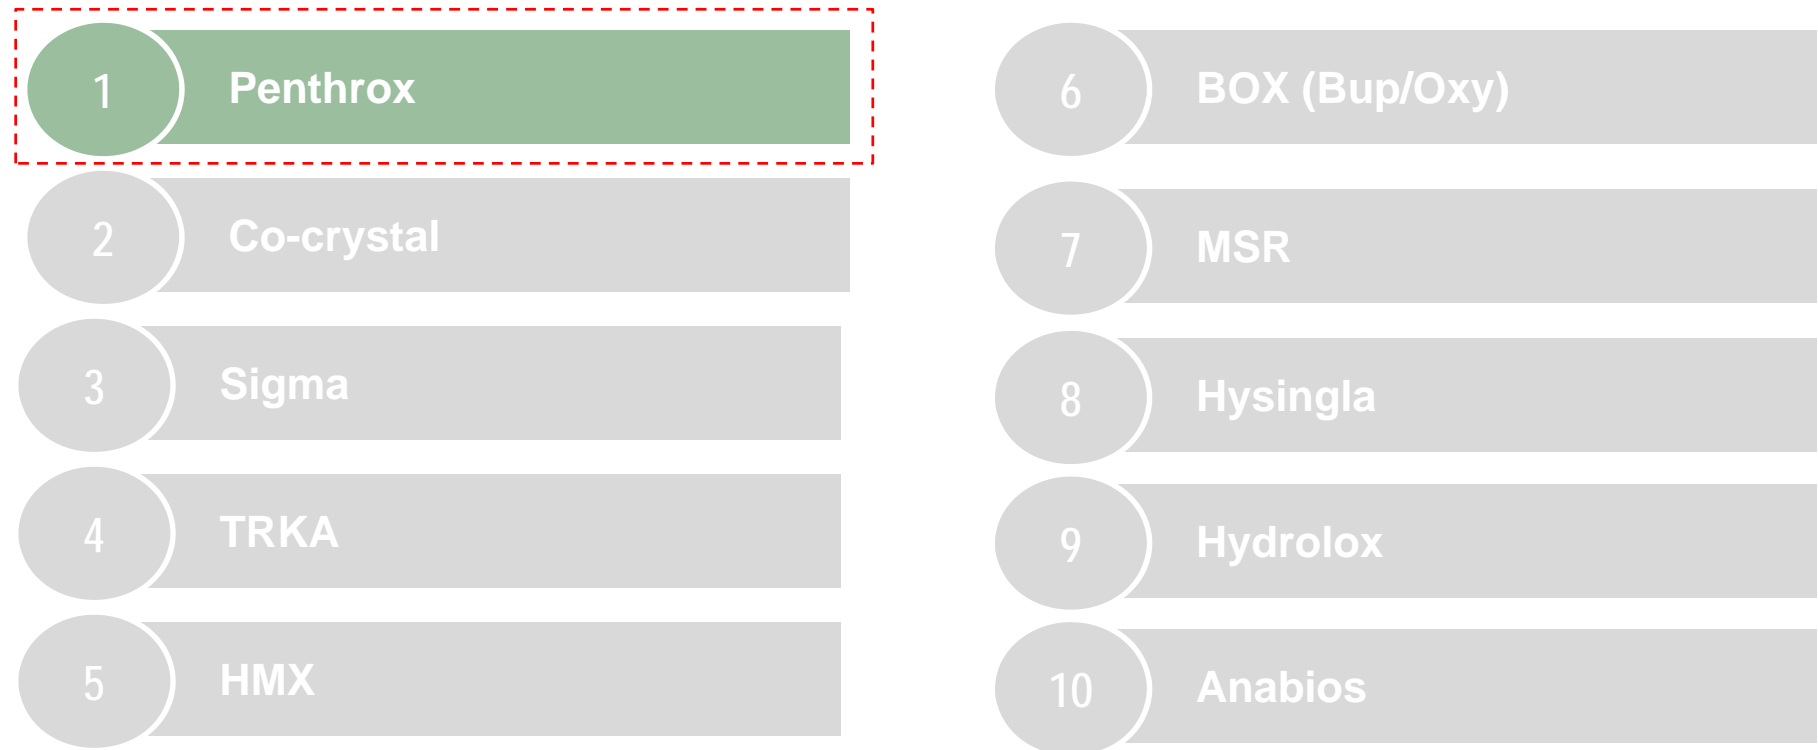 1 Penthrox
2 Co-crystal
3 Sigma
4 TRKA
5 HMX
6 BOX (Bup/Oxy)
7 MSR
8 Hysingla
9 Hydrolox
10 Anabios